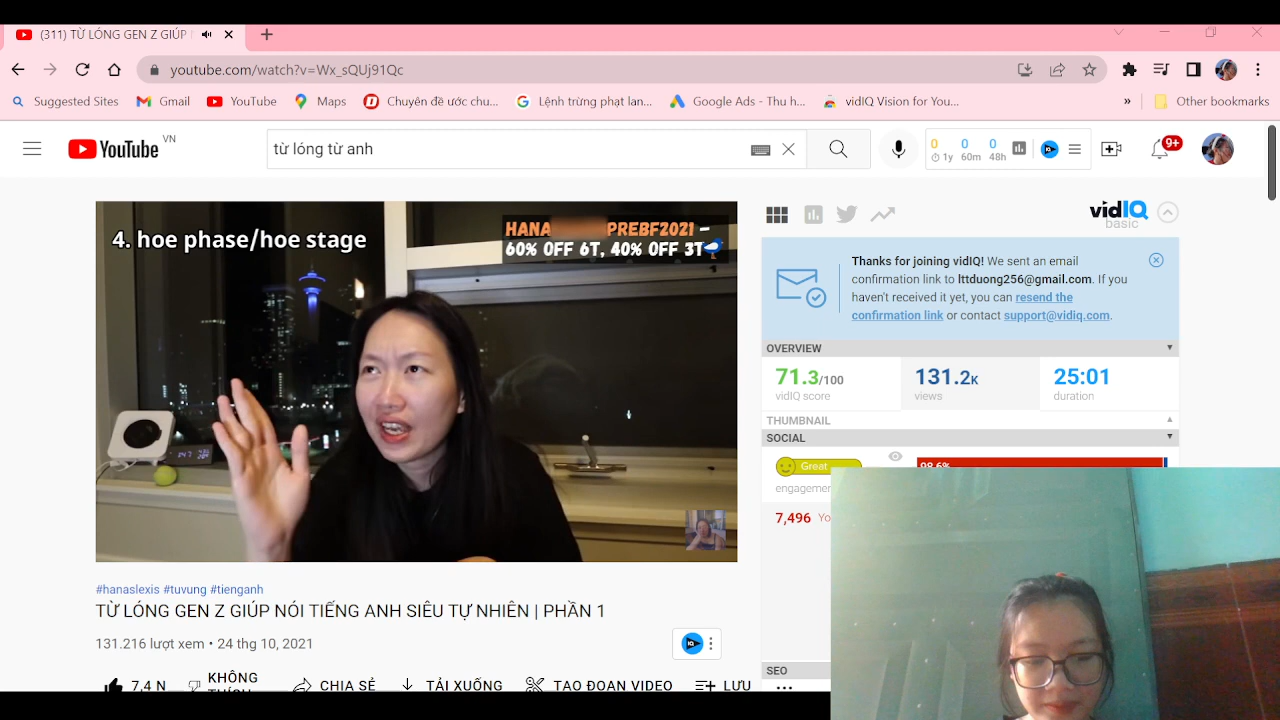 (311) TỪ LÓNG GEN Z GIÚP
youtube.com/watch?v=Wx_sQUj91Qc
Suggested Sites
Gmail
YouTube
Maps
Chuyên đề ước chu...
Lệnh trừng phạt lan...
Google Ads - Thu h...
vidIQ Vision for You...
»
Other bookmarks
YouTube VN
từ lóng từ anh
0 0 0
1y 60m 48h
9+
4. hoe phase/hoe stage
HANA PREBF2021 -
60% OFF 6T, 40% OFF 3T
vidIQ
basic
Thanks for joining vidIQ! We sent an email
confirmation link to lttduong256@gmail.com. If you
haven't received it yet, you can resend the
confirmation link or contact support@vidiq.com.
OVERVIEW
71.3/100
vidIQ score
131.2K
views
25:01
duration
THUMBNAIL
SOCIAL
Great
98.6%
7,496 Yo
SEO
#hanaslexis #tuvung #tienganh
TỪ LÓNG GEN Z GIÚP NÓI TIẾNG ANH SIÊU TỰ NHIÊN | PHẦN 1
131.216 lượt xem • 24 thg 10, 2021
7,4 N
KHÔNG
THÍCH
CHIA SẺ
TẢI XUỐNG
TẠO ĐOẠN VIDEO
LƯU